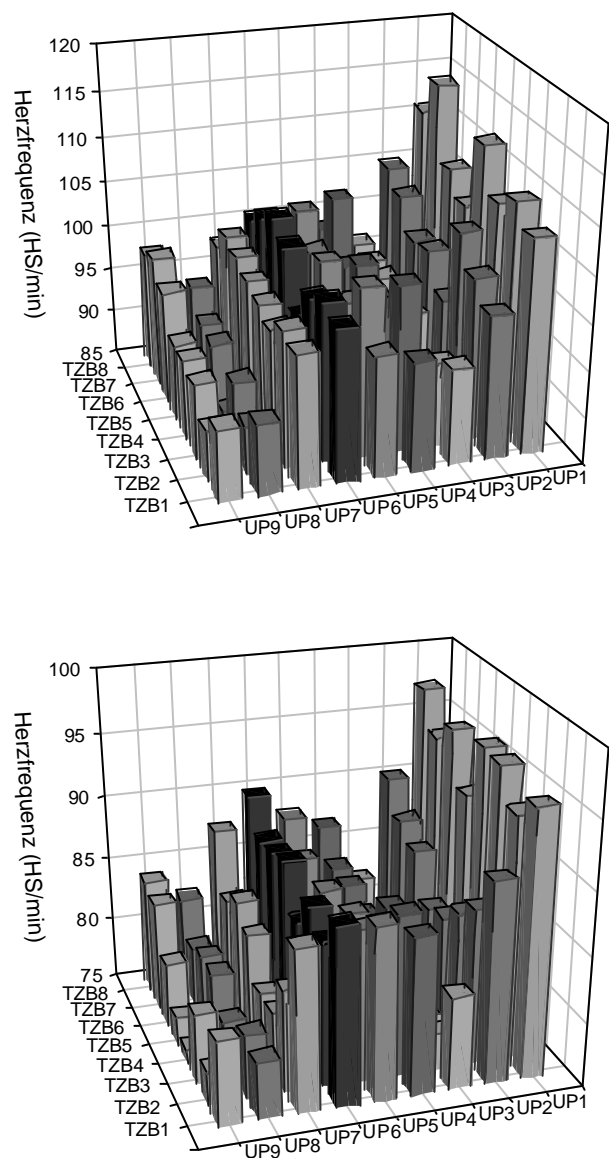 120
115
110
105
100
95
90
85
Herzfrequenz (HS/min)
TZB8
TZB7
TZB6
TZB5
TZB4
TZB3
TZB2
TZB1
UP9
UP8
UP7
UP6
UP5
UP4
UP3
UP2
UP1
100
95
90
85
80
75
Herzfrequenz (HS/min)
TZB8
TZB7
TZB6
TZB5
TZB4
TZB3
TZB2
TZB1
UP9
UP8
UP7
UP6
UP5
UP4
UP3
UP2
UP1